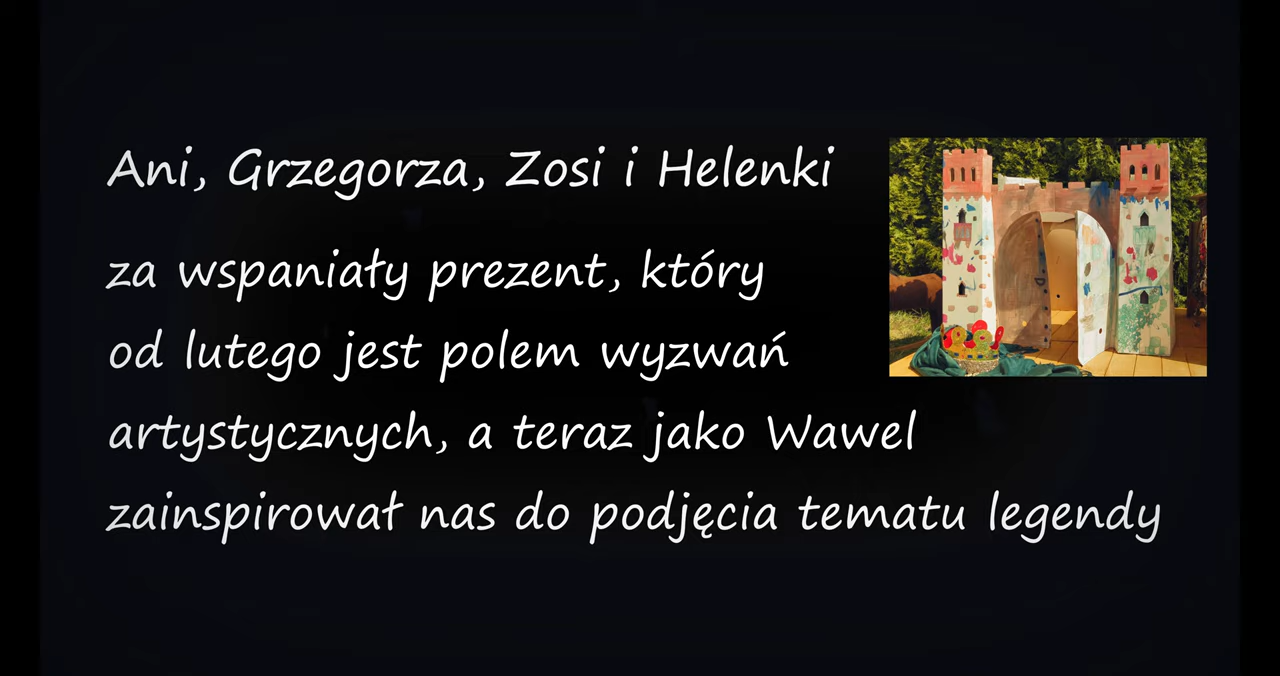 Ani, Grzegorza, Zosi i Helenki
za wspaniały prezent, który
od lutego jest polem wyzwań
artystycznych, a teraz jako Wawel
zainspirował nas do podjęcia tematu legendy